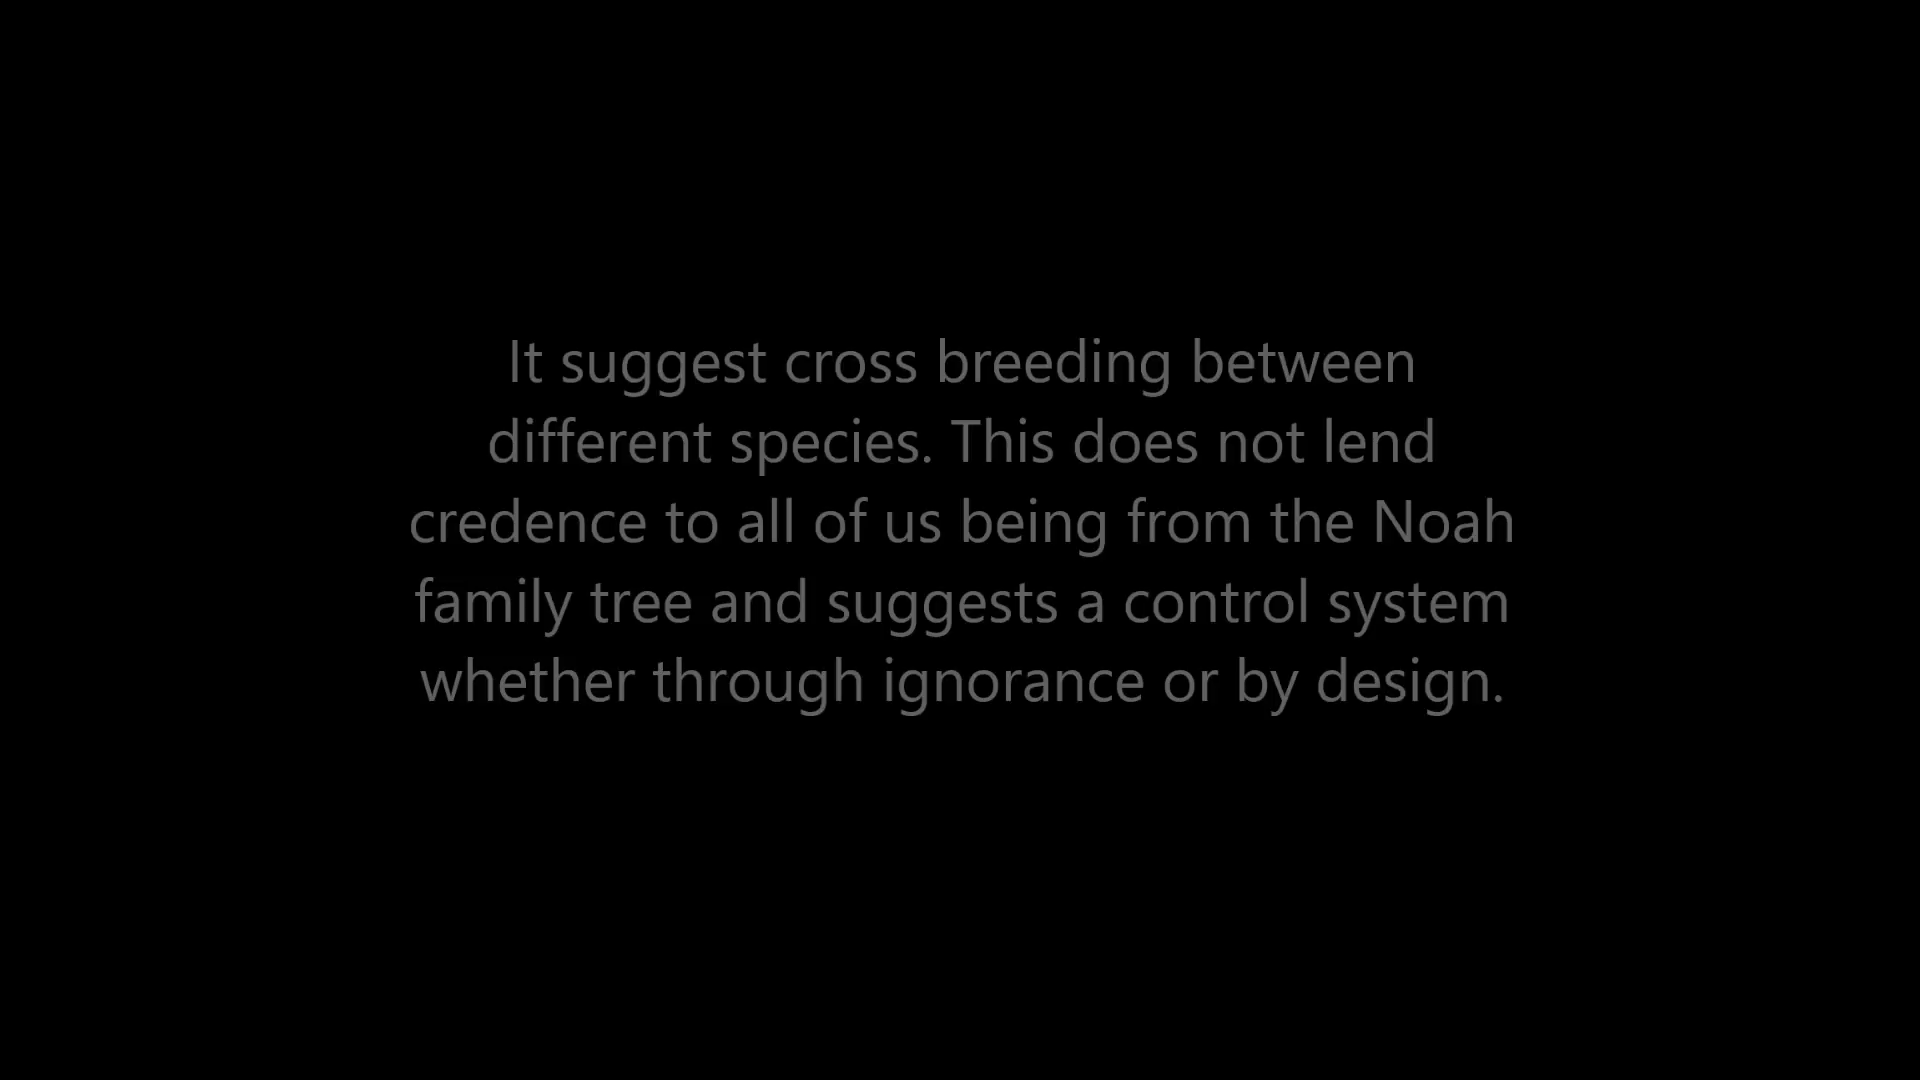 It suggest cross breeding between
different species. This does not lend
credence to all of us being from the Noah
family tree and suggests a control system
whether through ignorance or by design.